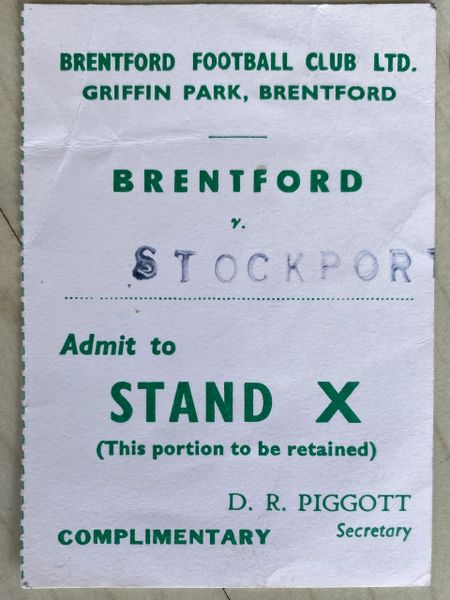 BRENTFORD FOOTBALL CLUB LTD.
GRIFFIN PARK, BRENTFORD
BRENTFORD
v.
STOCKPORT
Admit to
STAND X
(This portion to be retained)
D. R. PIGGOTT
Secretary
COMPLIMENTARY